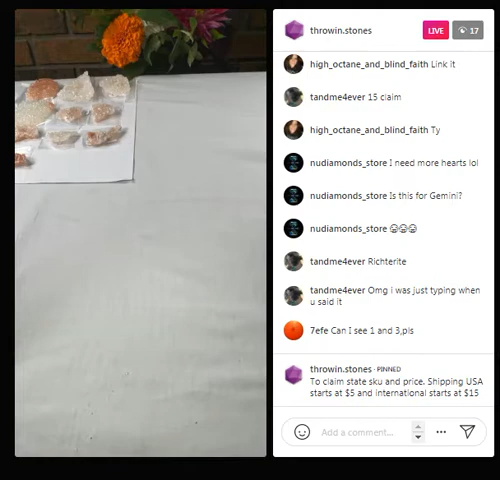 throwin.stones
LIVE
17
high_octane_and_blind_faith Link it
tandme4ever 15 claim
high_octane_and_blind_faith Ty
nudiamonds_store I need more hearts lol
nudiamonds_store Is this for Gemini?
nudiamonds_store 😂😂😂
tandme4ever Richterite
tandme4ever Omg i was just typing when
u said it
7efe Can I see 1 and 3,pls
throwin.stones · PINNED
To claim state sku and price. Shipping USA
starts at $5 and international starts at $15
Add a comment...